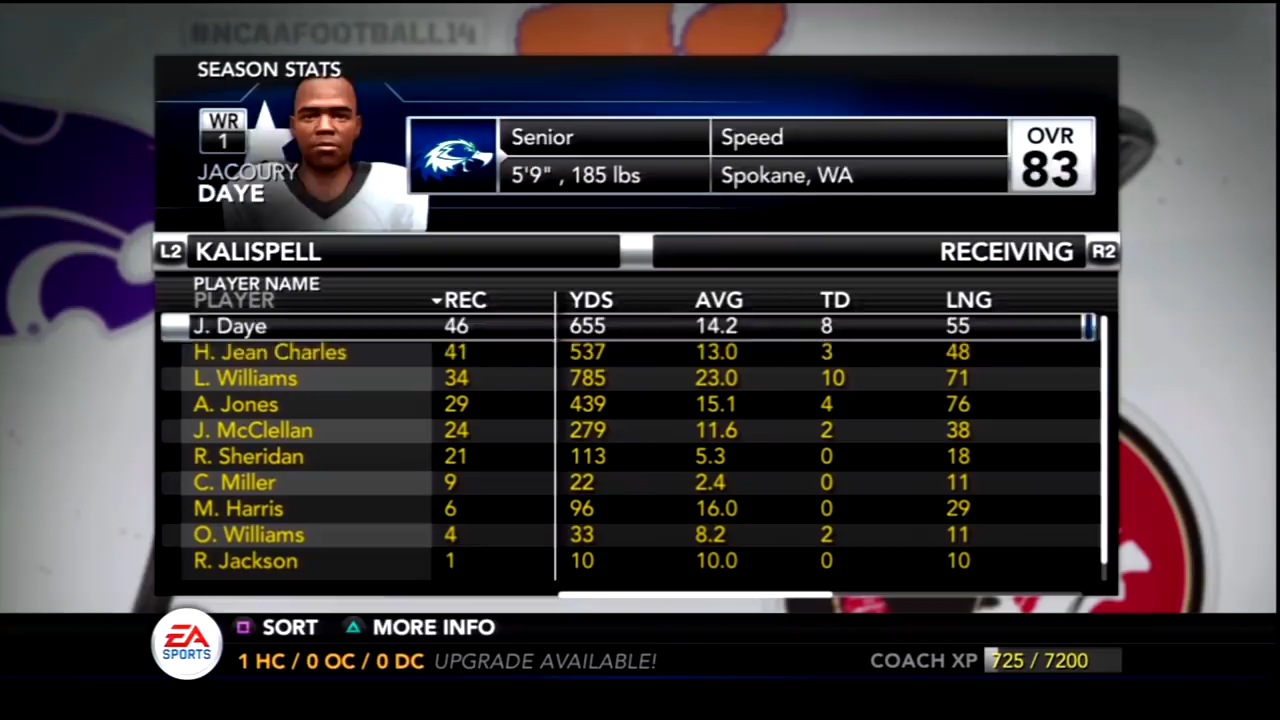 #NCAAFOOTBALL14
SEASON STATS
WR
1
JACOURY
DAYE
Senior Speed
5'9" , 185 lbs Spokane, WA
OVR
83
L2 KALISPELL RECEIVING R2
PLAYER NAME
PLAYER REC YDS AVG TD LNG
J. Daye 46 655 14.2 8 55
H. Jean Charles 41 537 13.0 3 48
L. Williams 34 785 23.0 10 71
A. Jones 29 439 15.1 4 76
J. McClellan 24 279 11.6 2 38
R. Sheridan 21 113 5.3 0 18
C. Miller 9 22 2.4 0 11
M. Harris 6 96 16.0 0 29
O. Williams 4 33 8.2 2 11
R. Jackson 1 10 10.0 0 10
EA
SPORTS
SORT MORE INFO
1 HC / 0 OC / 0 DC UPGRADE AVAILABLE! COACH XP 725 / 7200